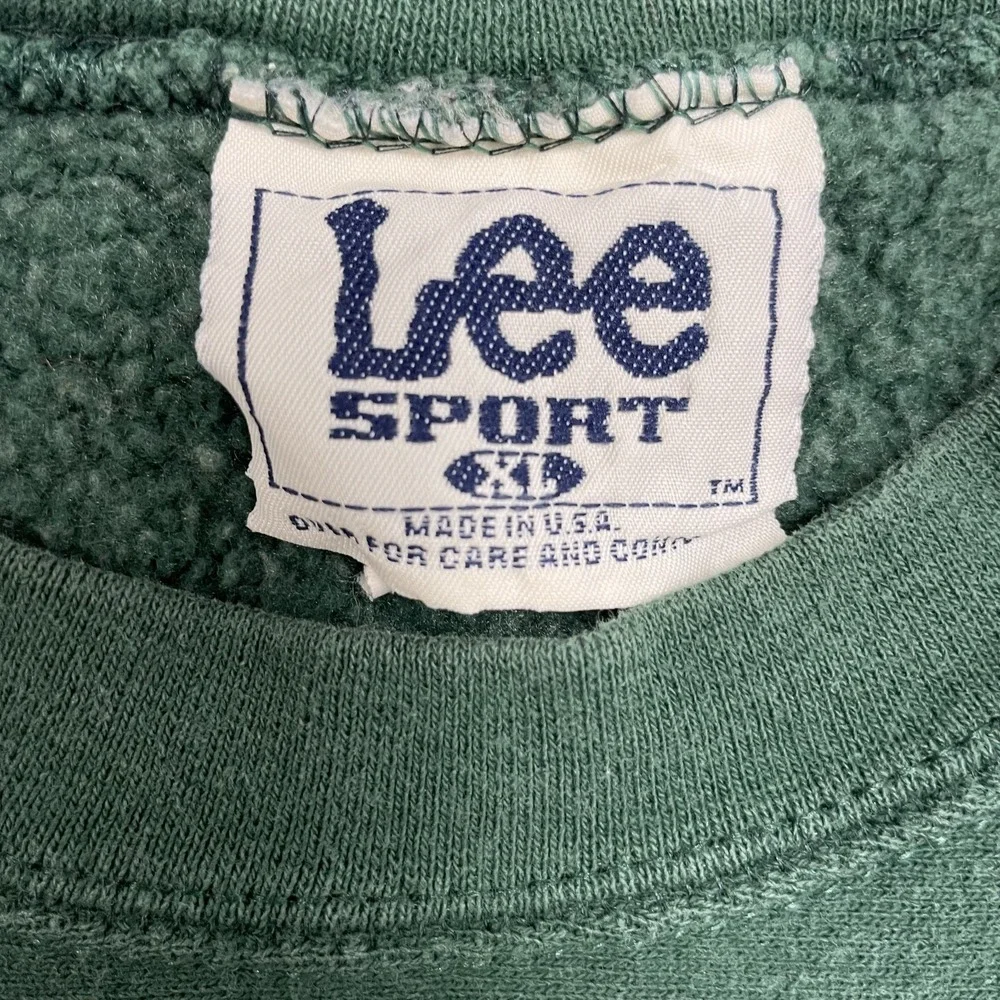 Lee
SPORT
XL
TM
MADE IN U.S.A.
FOR CARE AND